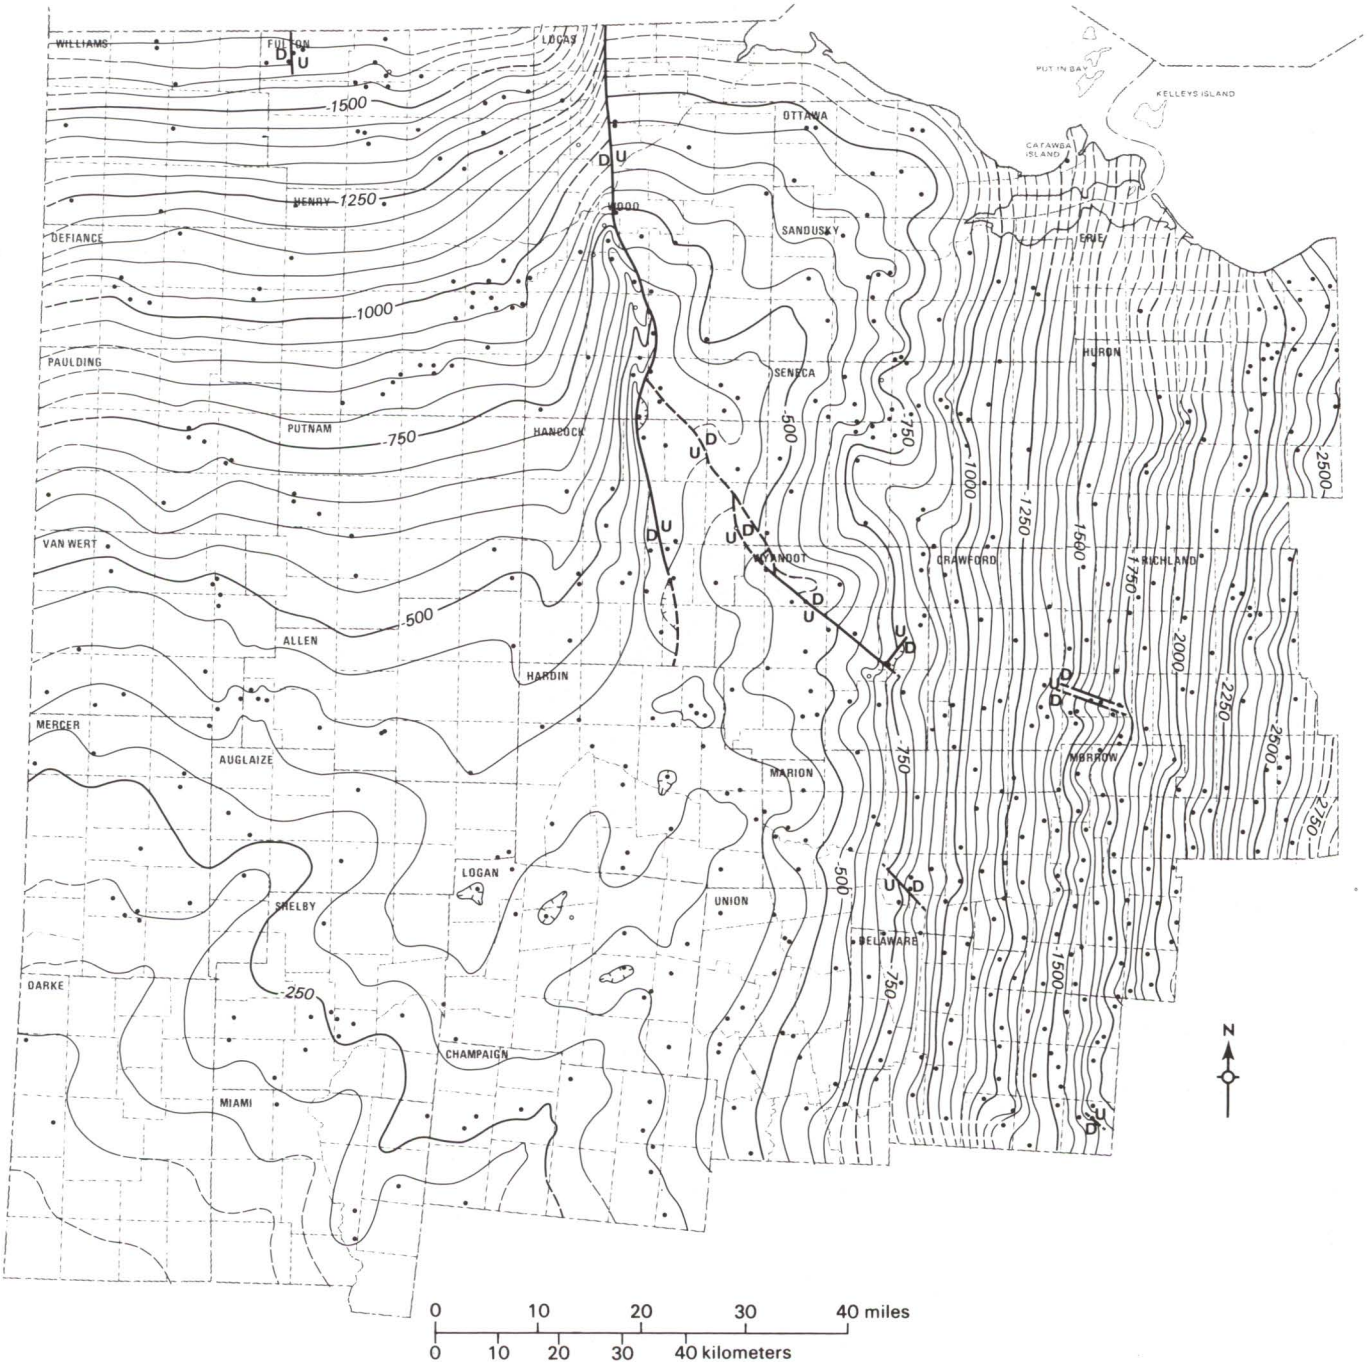 WILLIAMS
FULTON
D
U
LUCAS
PUT IN BAY
KELLEYS ISLAND
-1500
OTTAWA
CATAWBA
ISLAND
D U
HENRY -1250
WOOD
DEFIANCE
SANDUSKY
ERIE
-1000
PAULDING
HURON
SENECA
PUTNAM
-750
HANCOCK
-500
-750
D
U
-2500
1000
-1250
1500
VAN WERT
D U
U D
WYANDOT
CRAWFORD
-1750
RICHLAND
D
U
-500
ALLEN
U
D
-2000
HARDIN
D
U
D
-2250
MERCER
-2500
AUGLAIZE
MARION
-750
MORROW
-2750
LOGAN
500
U D
SHELBY
UNION
DELAWARE
DARKE
-250
-750
-1500
N
CHAMPAIGN
MIAMI
U
D
0 10 20 30 40 miles
0 10 20 30 40 kilometers